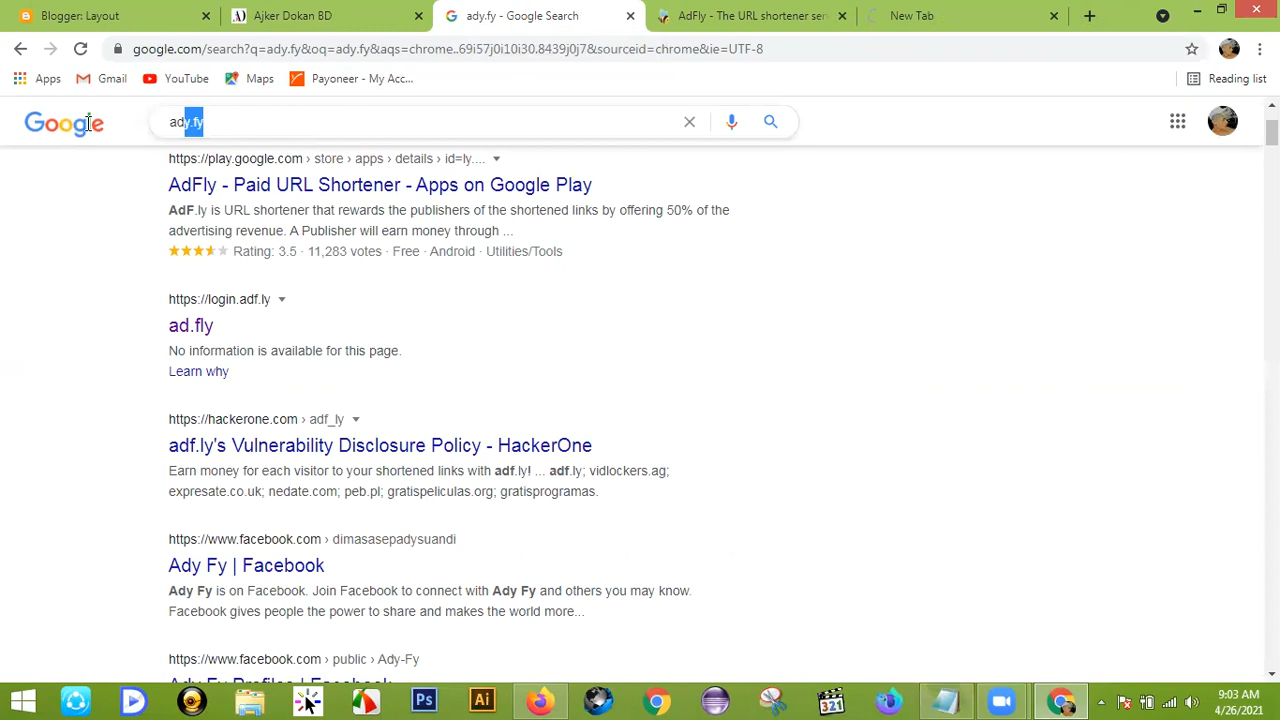 Blogger: Layout
Ajker Dokan BD
ady.fy - Google Search
AdFly - The URL shortener ser
New Tab
google.com/search?q=ady.fy&oq=ady.fy&aqs=chrome..69i57j0i10i30.8439j0j7&sourceid=chrome&ie=UTF-8
Apps
Gmail
YouTube
Maps
Payoneer - My Acc...
Reading list
Google
ady.fy
https://play.google.com › store › apps › details › id=ly....
AdFly - Paid URL Shortener - Apps on Google Play
AdF.ly is URL shortener that rewards the publishers of the shortened links by offering 50% of the
advertising revenue. A Publisher will earn money through ...
Rating: 3.5 · 11,283 votes · Free · Android · Utilities/Tools
https://login.adf.ly
ad.fly
No information is available for this page.
Learn why
https://hackerone.com › adf_ly
adf.ly's Vulnerability Disclosure Policy - HackerOne
Earn money for each visitor to your shortened links with adf.ly! ... adf.ly; vidlockers.ag;
expresate.co.uk; nedate.com; peb.pl; gratispeliculas.org; gratisprogramas.
https://www.facebook.com › dimasasepadysuandi
Ady Fy | Facebook
Ady Fy is on Facebook. Join Facebook to connect with Ady Fy and others you may know.
Facebook gives people the power to share and makes the world more...
https://www.facebook.com › public › Ady-Fy
Ady Fy Profiles | Facebook
Ps
Ai
321
9:03 AM
4/26/2021